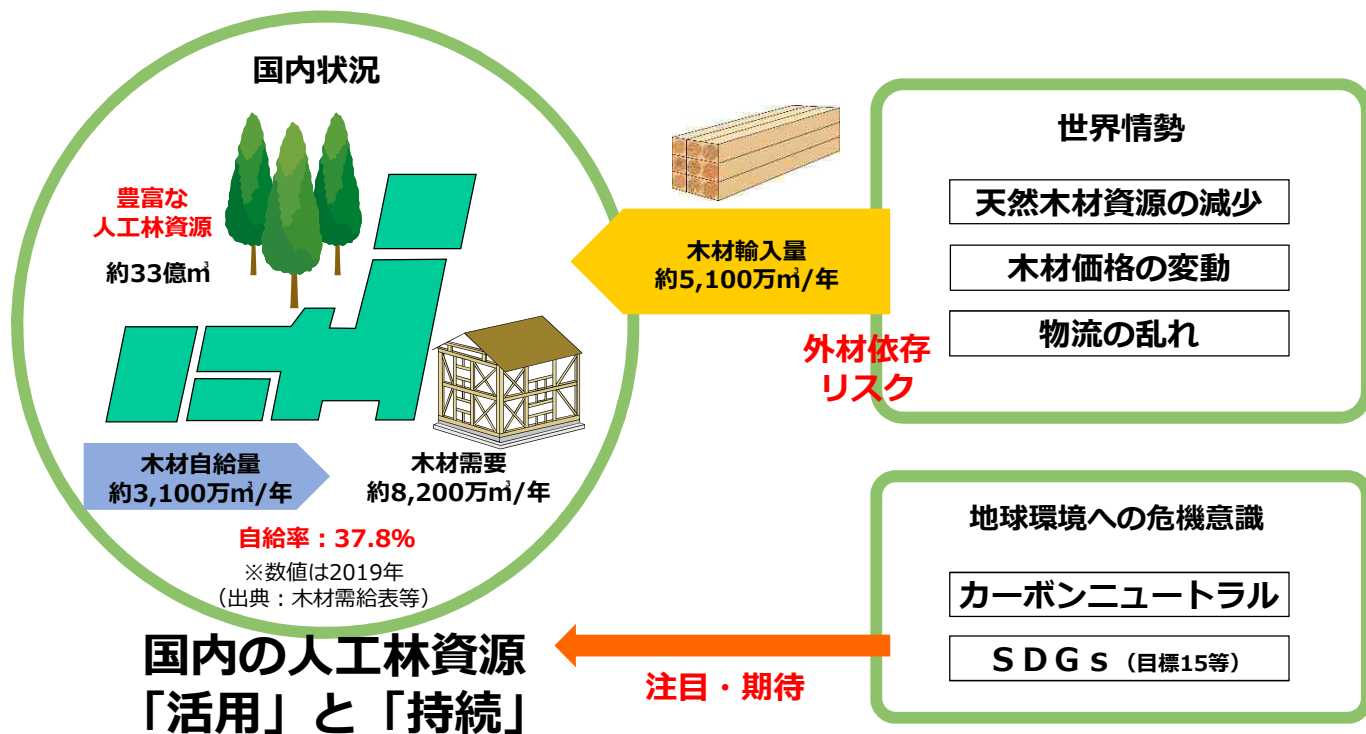 国内状況
豊富な
人工林資源
約33億㎥
木材自給量
約3,100万㎥/年
木材需要
約8,200万㎥/年
自給率：37.8%
※数値は2019年
（出典：木材需給表等）
木材輸入量
約5,100万㎥/年
外材依存
リスク
世界情勢
天然木材資源の減少
木材価格の変動
物流の乱れ
地球環境への危機意識
カーボンニュートラル
ＳＤＧｓ（目標15等）
注目・期待
国内の人工林資源
「活用」と「持続」